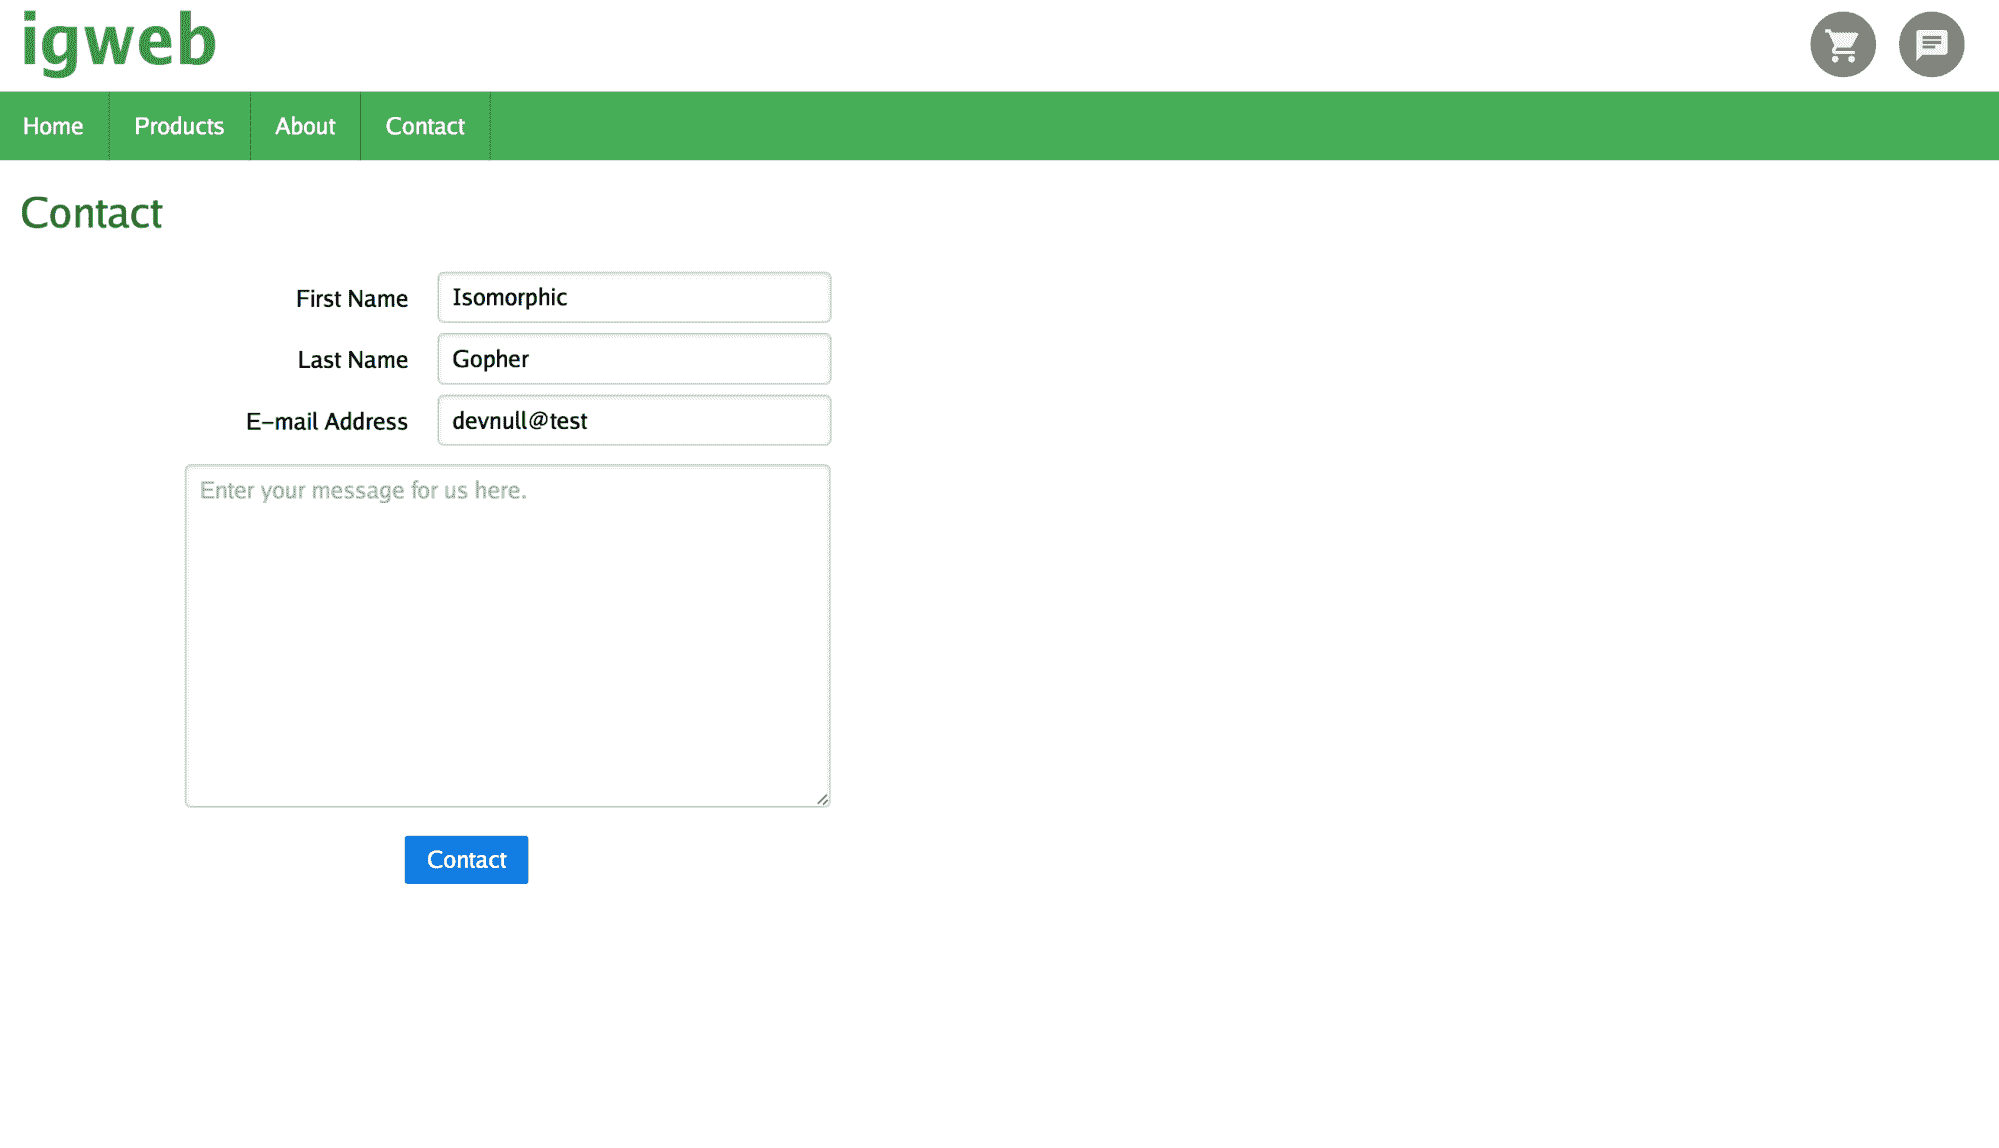 igweb
Home Products About Contact
Contact
First Name Isomorphic
Last Name Gopher
E-mail Address devnull@test
Enter your message for us here.
Contact